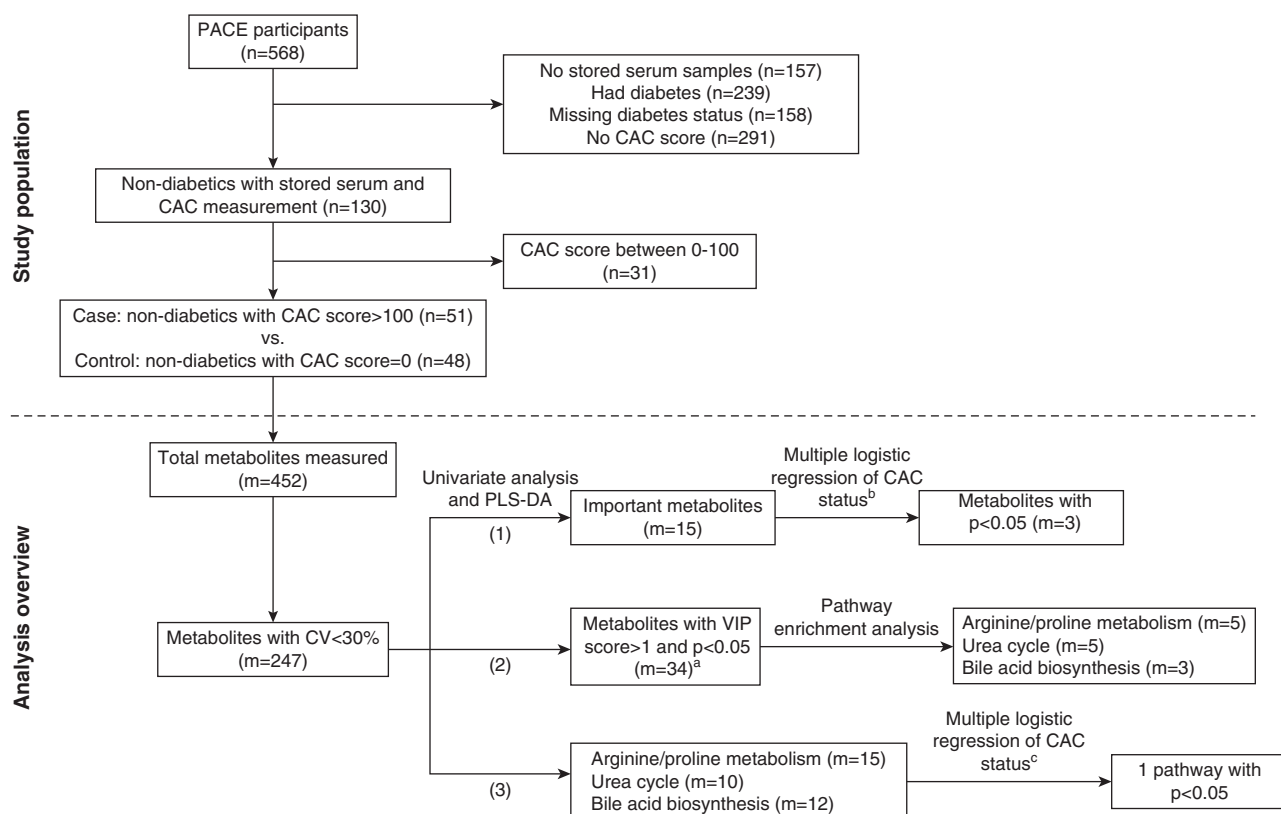 Study population
PACE participants
(n=568)
No stored serum samples (n=157)
Had diabetes (n=239)
Missing diabetes status (n=158)
No CAC score (n=291)
Non-diabetics with stored serum and
CAC measurement (n=130)
CAC score between 0-100
(n=31)
Case: non-diabetics with CAC score>100 (n=51)
vs.
Control: non-diabetics with CAC score=0 (n=48)
Analysis overview
Total metabolites measured
(m=452)
Metabolites with CV<30%
(m=247)
Univariate analysis
and PLS-DA
(1)
Important metabolites
(m=15)
Multiple logistic
regression of CAC
status^b
Metabolites with
p<0.05 (m=3)
(2)
Metabolites with VIP
score>1 and p<0.05
(m=34)^a
Pathway
enrichment analysis
Arginine/proline metabolism (m=5)
Urea cycle (m=5)
Bile acid biosynthesis (m=3)
(3)
Arginine/proline metabolism (m=15)
Urea cycle (m=10)
Bile acid biosynthesis (m=12)
Multiple logistic
regression of CAC
status^c
1 pathway with
p<0.05